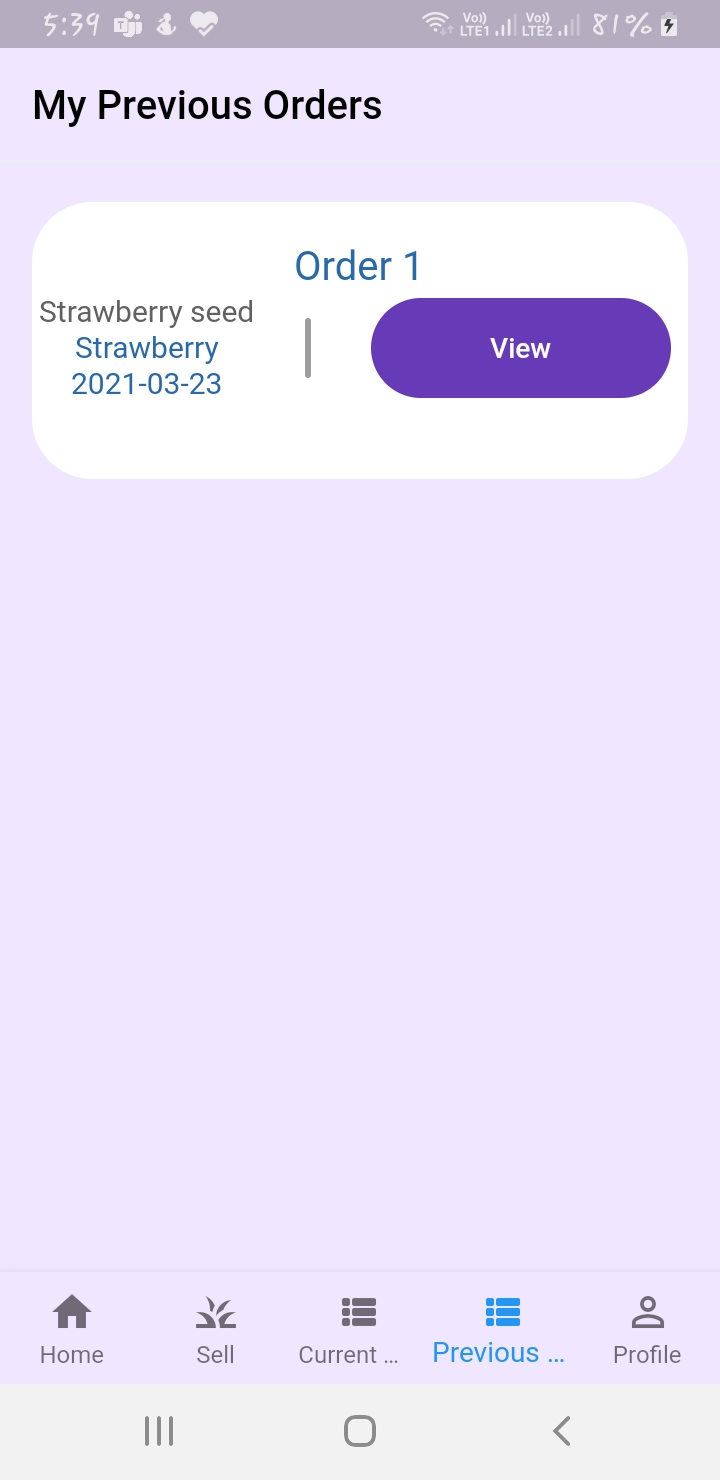 5:39 T Vo)) LTE1 Vo)) LTE2 81%
My Previous Orders
Order 1
Strawberry seed
Strawberry
2021-03-23
View
Home Sell Current ... Previous ... Profile